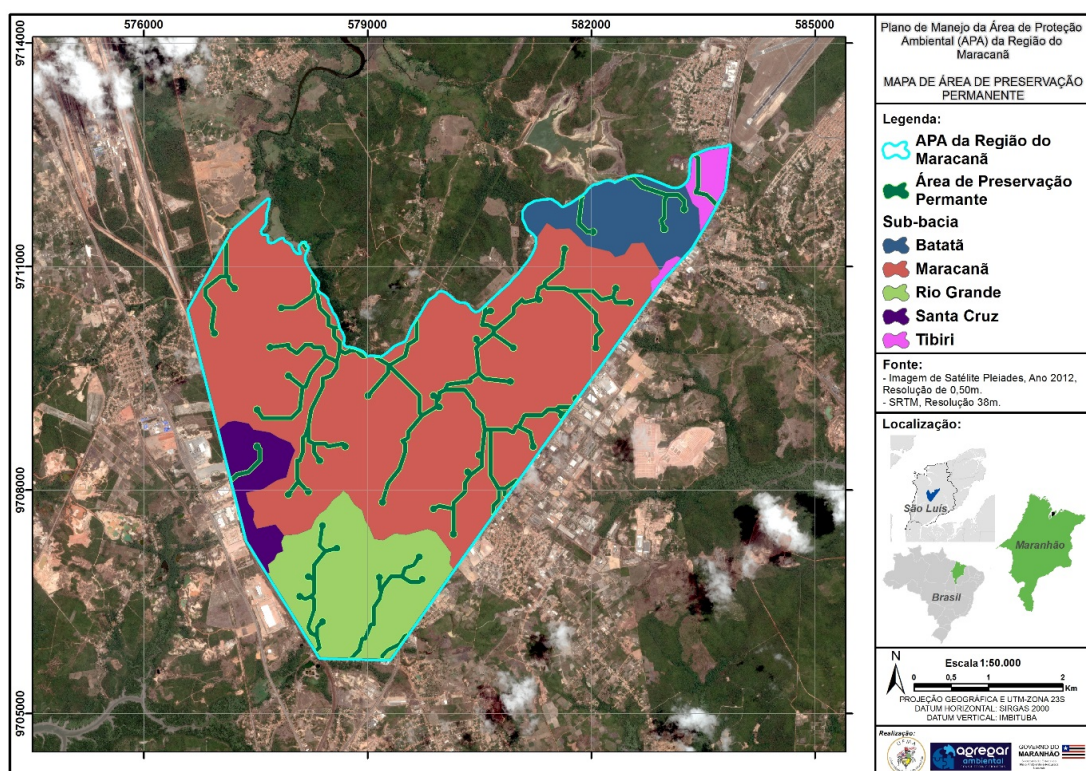 576000
579000
582000
585000
9714000
9711000
9708000
9705000
Plano de Manejo da Área de Proteção
Ambiental (APA) da Região do
Maracanã
MAPA DE ÁREA DE PRESERVAÇÃO
PERMANENTE
Legenda:
APA da Região do
Maracanã
Área de Preservação
Permante
Sub-bacia
Batatã
Maracanã
Rio Grande
Santa Cruz
Tibiri
Fonte:
- Imagem de Satélite Pleiades, Ano 2012,
Resolução de 0,50m.
- SRTM, Resolução 38m.
Localização:
São Luís
Maranhão
Brasil
N
Escala 1:50.000
0 0,5 1 2
Km
PROJEÇÃO GEOGRÁFICA E UTM-ZONA 23S
DATUM HORIZONTAL: SIRGAS 2000
DATUM VERTICAL: IMBITUBA
Realização:
agregar
ambiental
GOVERNO DO
MARANHÃO